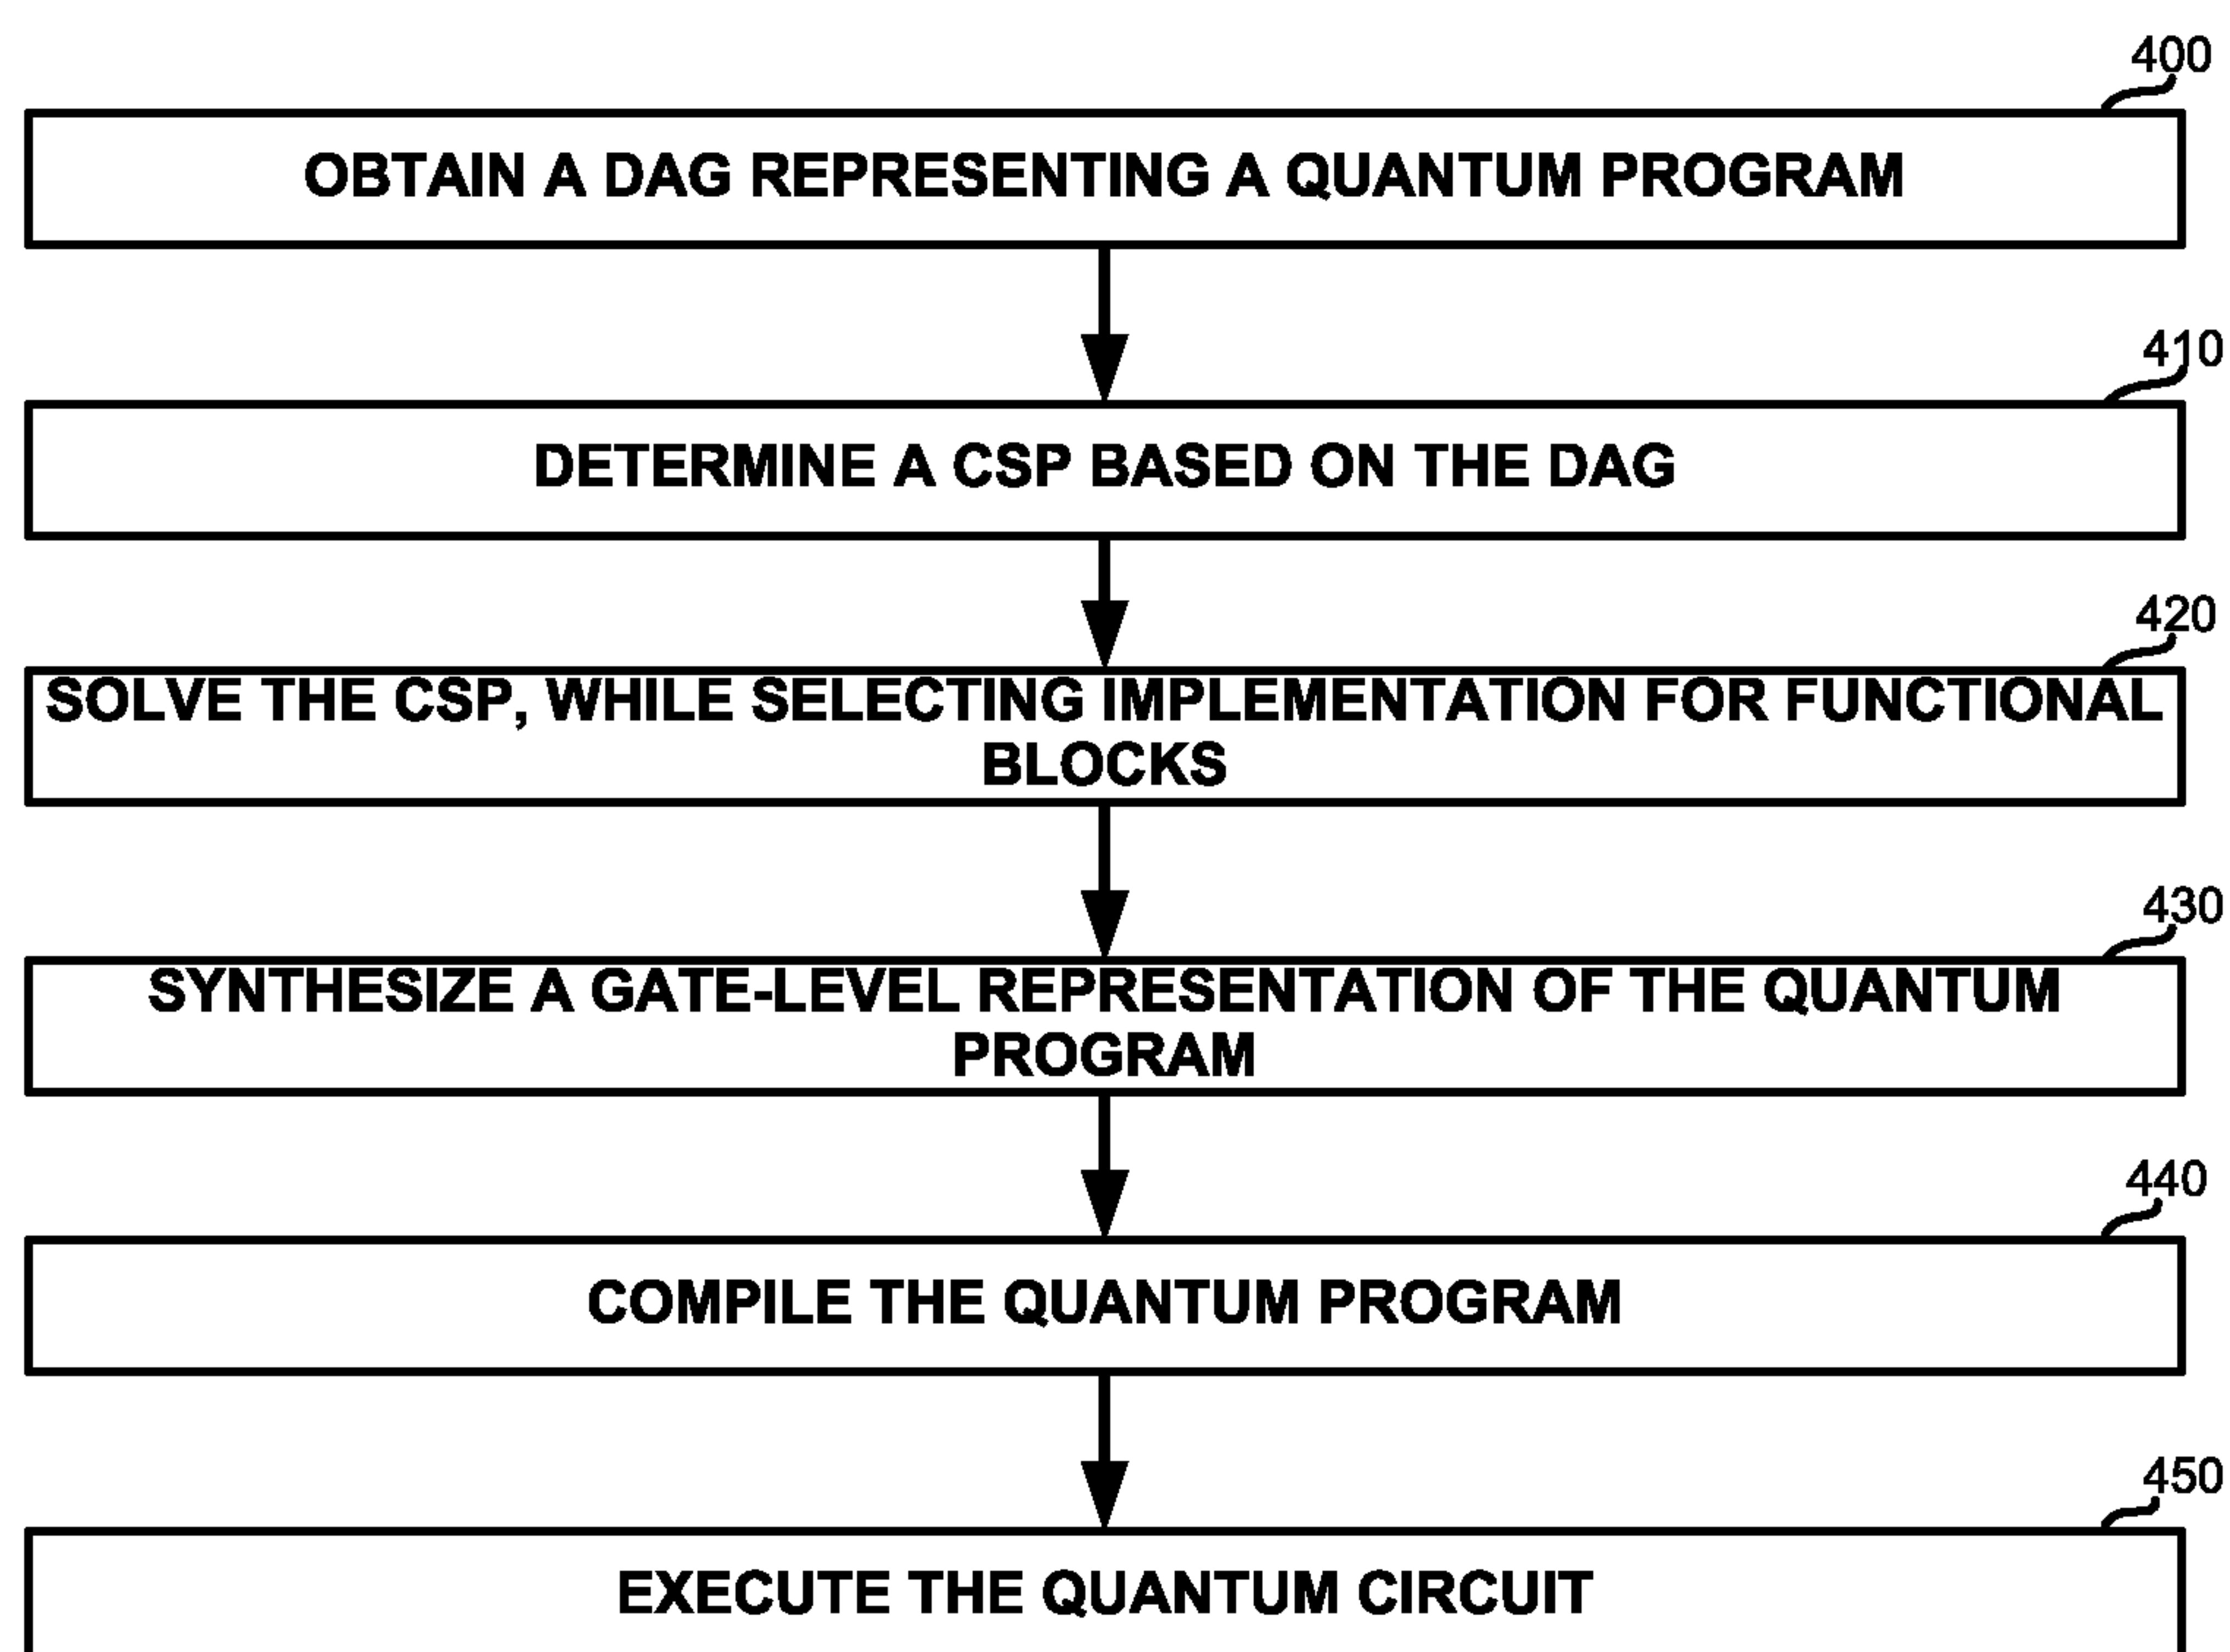 400
OBTAIN A DAG REPRESENTING A QUANTUM PROGRAM
410
DETERMINE A CSP BASED ON THE DAG
420
SOLVE THE CSP, WHILE SELECTING IMPLEMENTATION FOR FUNCTIONAL
BLOCKS
430
SYNTHESIZE A GATE-LEVEL REPRESENTATION OF THE QUANTUM
PROGRAM
440
COMPILE THE QUANTUM PROGRAM
450
EXECUTE THE QUANTUM CIRCUIT